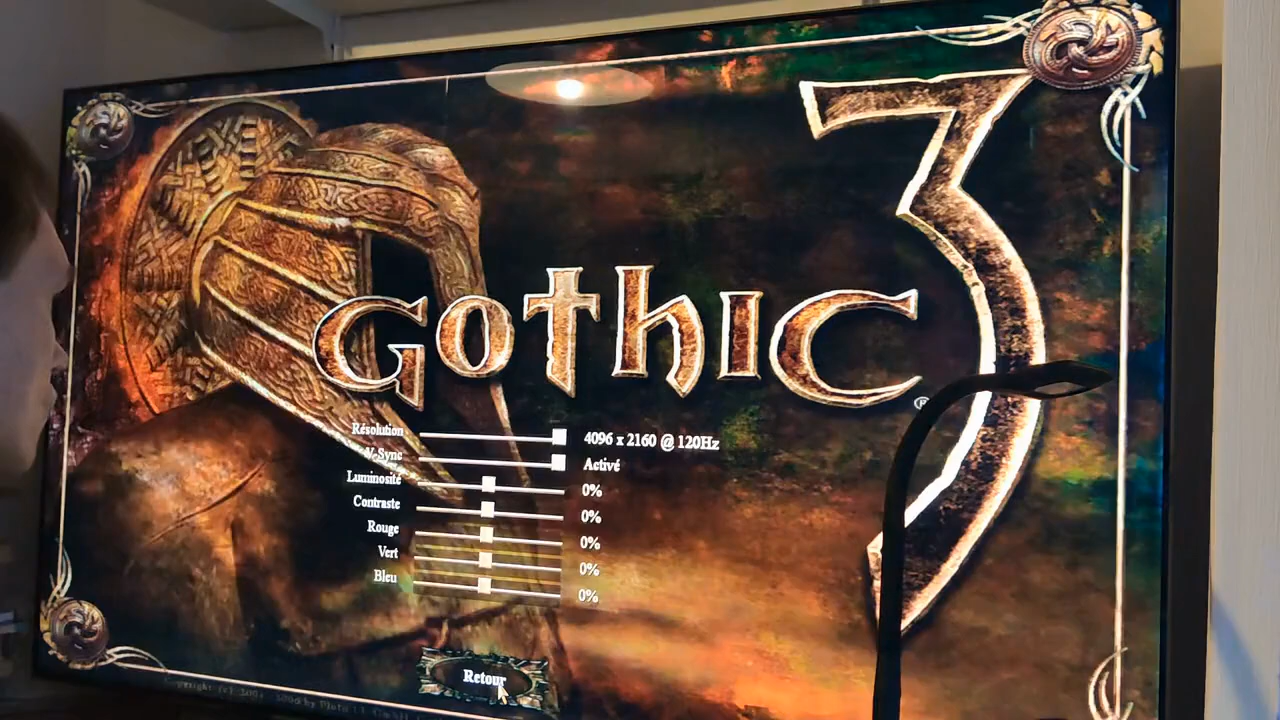 3
GOTHIC®
Résolution 4096 x 2160 @ 120Hz
V-Sync Activé
Luminosité 0%
Contraste 0%
Rouge 0%
Vert 0%
Bleu 0%
Retour